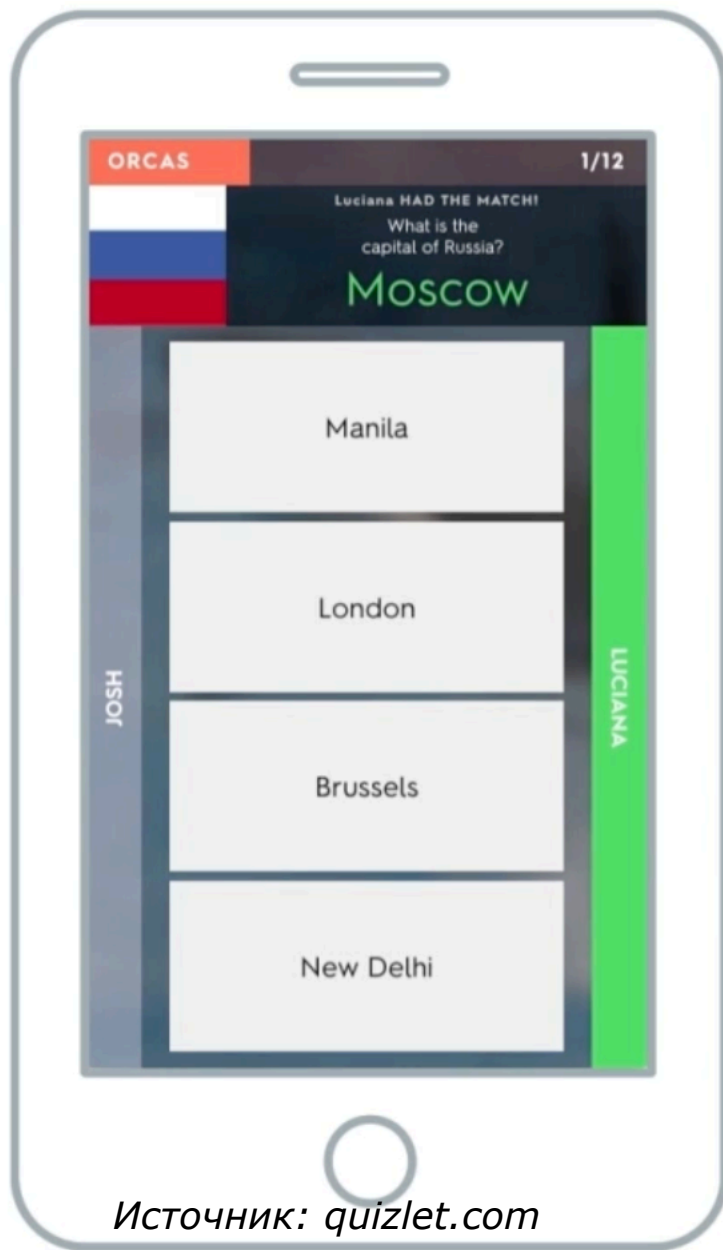 ORCAS
1/12
Luciana HAD THE MATCH!
What is the
capital of Russia?
Moscow
Manila
London
Brussels
New Delhi
JOSH
LUCIANA
Источник: quizlet.com